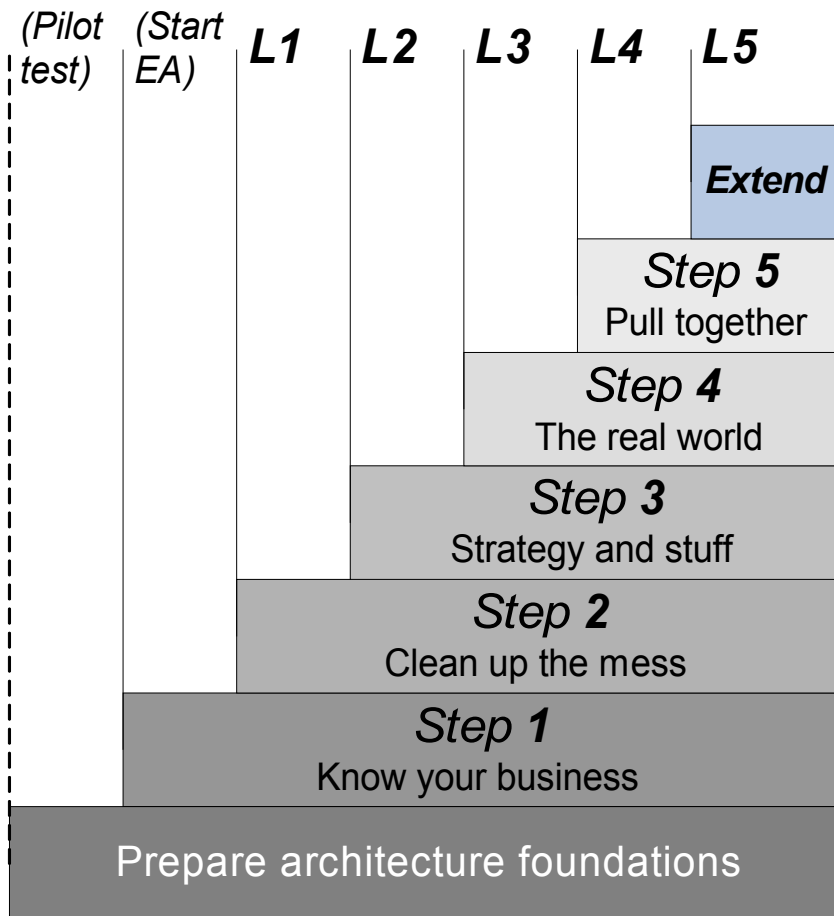 (Pilot
test)
(Start
EA)
L1
L2
L3
L4
L5
Extend
Step 5
Pull together
Step 4
The real world
Step 3
Strategy and stuff
Step 2
Clean up the mess
Step 1
Know your business
Prepare architecture foundations